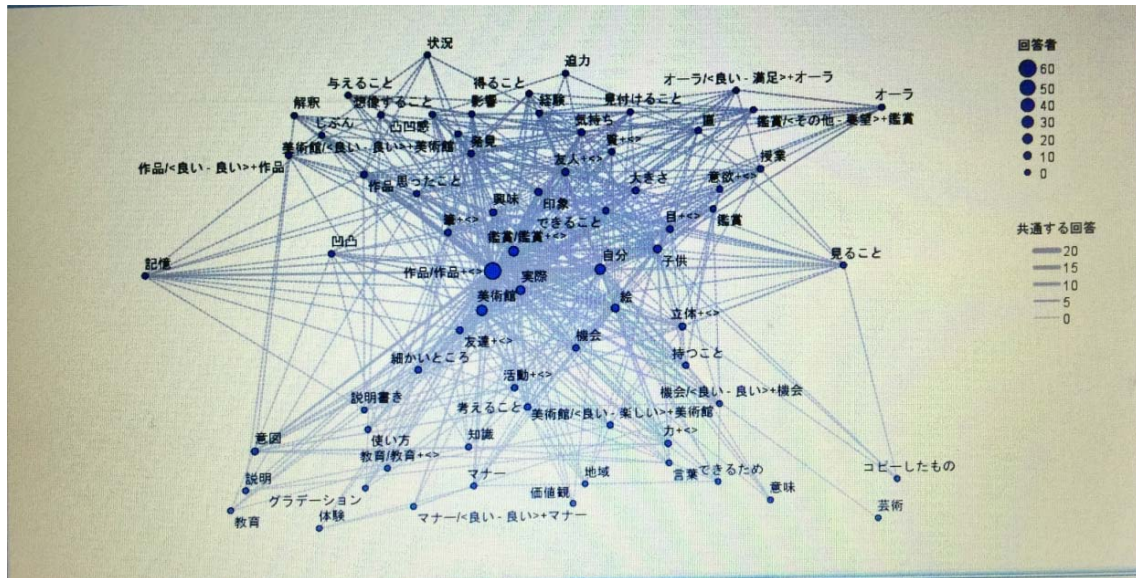 状況
迫力
与えること
得ること
オーラ/<良い - 満足>+オーラ
解釈
想像すること
影響
経験
見付けること
オーラ
じぶん
凸凹感
気持ち
鑑賞/<その他 - 要望>+鑑賞
美術館/<良い - 良い>+美術館
発見
作品/<良い - 良い>+作品
友人+<>
授業
作品
思ったこと
大きさ
意欲+<>
興味
印象
筆+<>
できること
目+<>
鑑賞
凹凸
鑑賞/鑑賞+<>
記憶
作品/作品+<>
自分
子供
見ること
実際
美術館
絵
立体+<>
友達+<>
機会
細かいところ
持つこと
活動+<>
説明書き
考えること
機会/<良い - 良い>+機会
美術館/<良い - 楽しい>+美術館
意図
使い方
知識
力+<>
教育/教育+<>
説明
マナー
地域
言葉
できるため
コピーしたもの
グラデーション
価値観
意味
教育
体験
マナー/<良い - 良い>+マナー
芸術
回答者
60
50
40
30
20
10
0
共通する回答
20
15
10
5
0